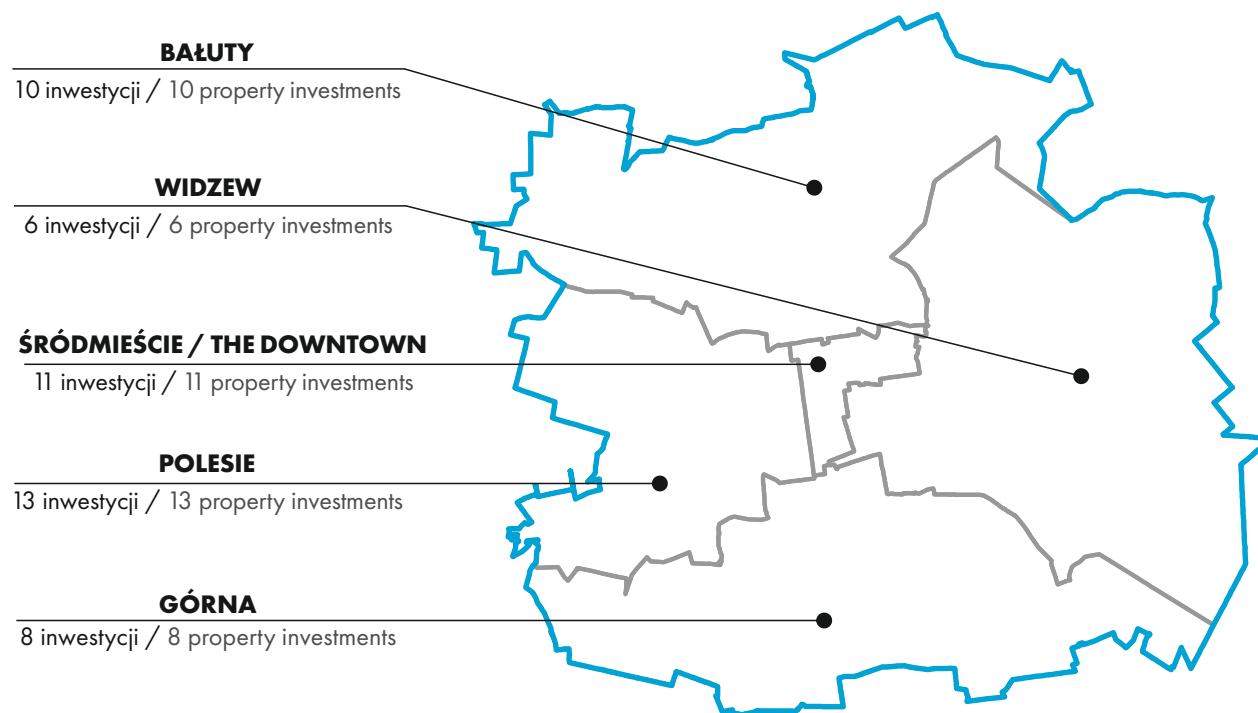 BAŁUTY
10 inwestycji / 10 property investments
WIDZEW
6 inwestycji / 6 property investments
ŚRÓDMIEŚCIE / THE DOWNTOWN
11 inwestycji / 11 property investments
POLESIE
13 inwestycji / 13 property investments
GÓRNA
8 inwestycji / 8 property investments